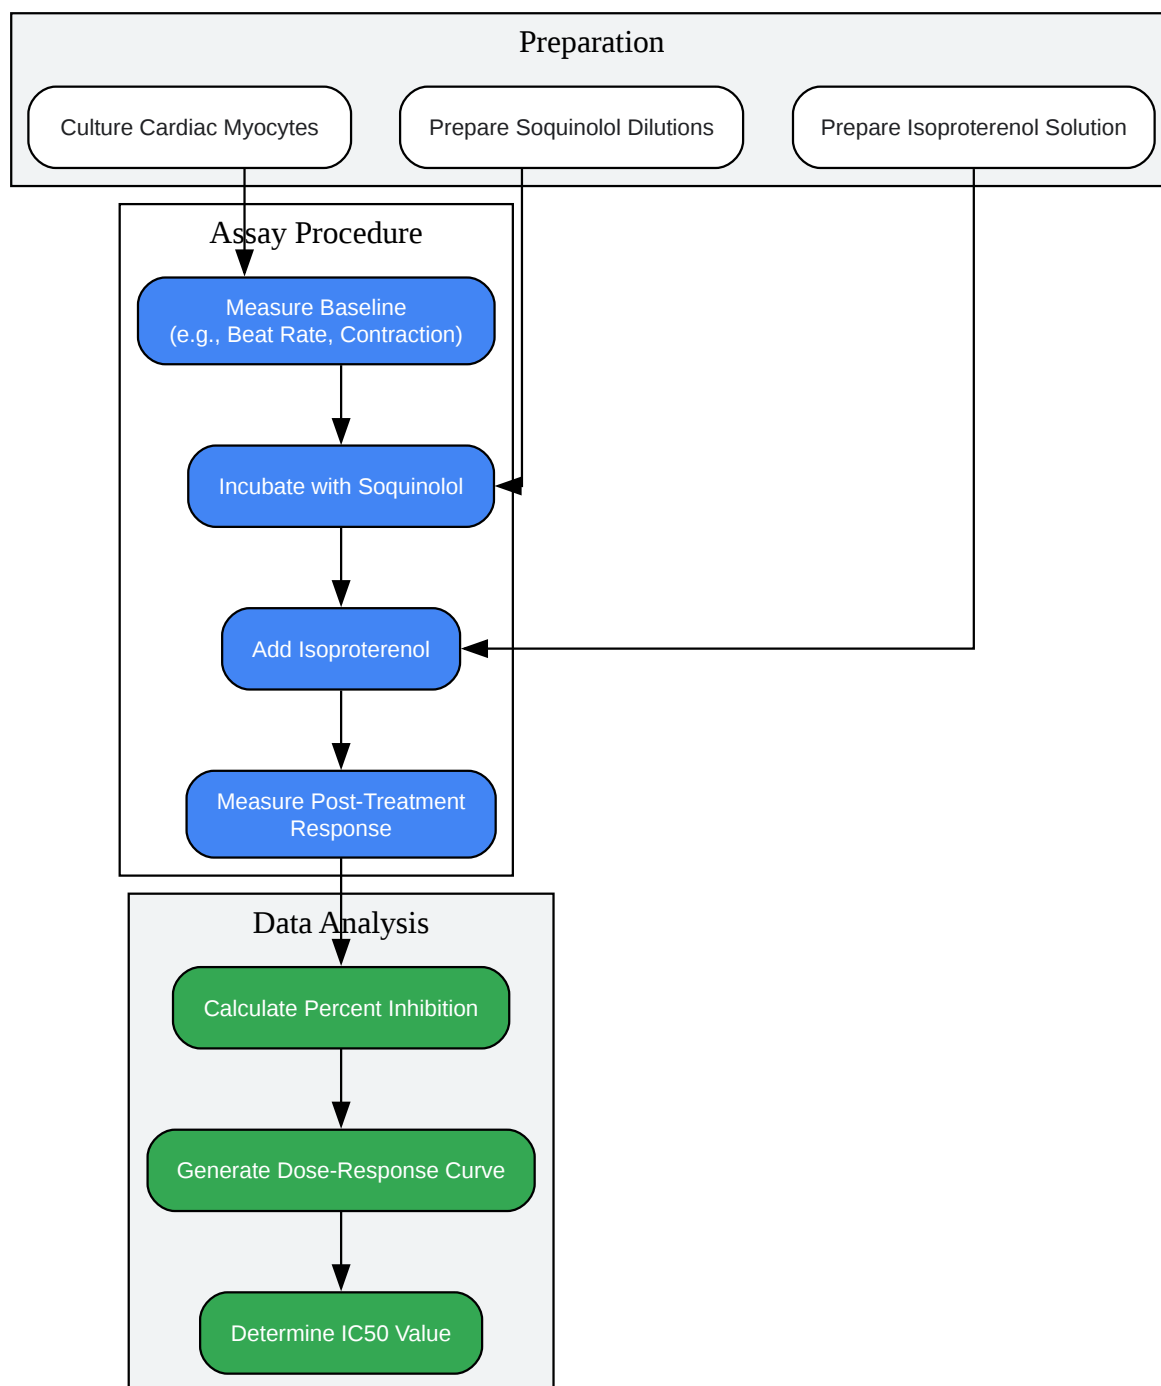 Preparation
Culture Cardiac Myocytes
Prepare Soquinolol Dilutions
Prepare Isoproterenol Solution
Assay Procedure
Measure Baseline
(e.g., Beat Rate, Contraction)
Incubate with Soquinolol
Add Isoproterenol
Measure Post-Treatment
Response
Data Analysis
Calculate Percent Inhibition
Generate Dose-Response Curve
Determine IC50 Value